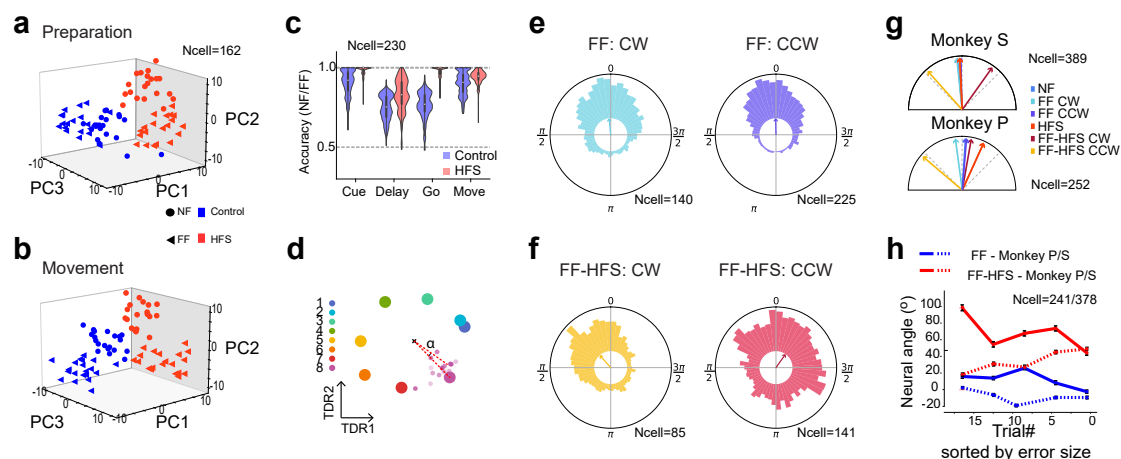 a
Preparation
Ncell=162
10
0
-10
PC2
-10
0
10
PC3
-10
0
10
PC1
NF
Control
FF
HFS
b
Movement
10
0
-10
PC2
-10
0
10
PC3
-10
0
10
PC1
c
Ncell=230
Accuracy (NF/FF)
1.0
0.5
Control
HFS
Cue
Delay
Go
Move
d
1
2
3
4
5
6
7
8
α
TDR2
TDR1
e
FF: CW
0
π
2
3π
2
π
Ncell=140
FF: CCW
0
π
2
3π
2
π
Ncell=225
f
FF-HFS: CW
0
π
2
3π
2
π
Ncell=85
FF-HFS: CCW
0
π
2
3π
2
π
Ncell=141
g
Monkey S
Ncell=389
NF
FF CW
FF CCW
HFS
FF-HFS CW
FF-HFS CCW
Monkey P
Ncell=252
h
FF - Monkey P/S
FF-HFS - Monkey P/S
Ncell=241/378
Neural angle (º)
100
80
60
40
0
-20
15
10
5
0
Trial#
sorted by error size